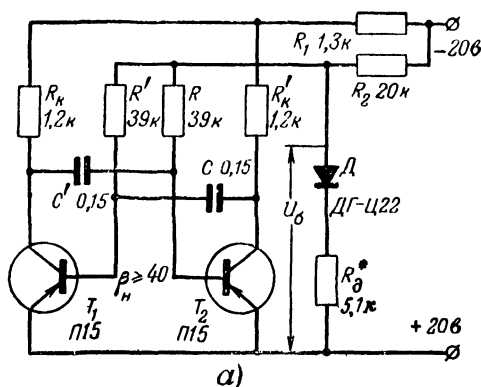 R₁ 1,3к
−20в
R₂ 20к
Rк
1,2к
R'
39к
R
39к
R'к
1,2к
C' 0,15
C 0,15
Uб
Д
ДГ-Ц22
Rд*
5,1к
βн ≥ 40
T₁
П15
T₂
П15
+20в
а)